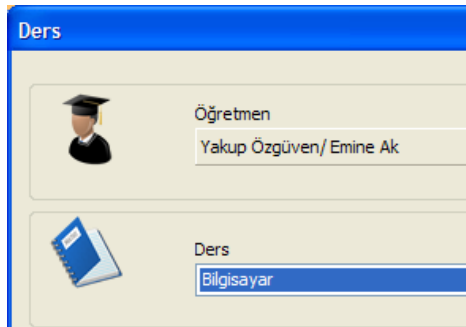 Ders
Öğretmen
Yakup Özgüven/ Emine Ak
Ders
Bilgisayar